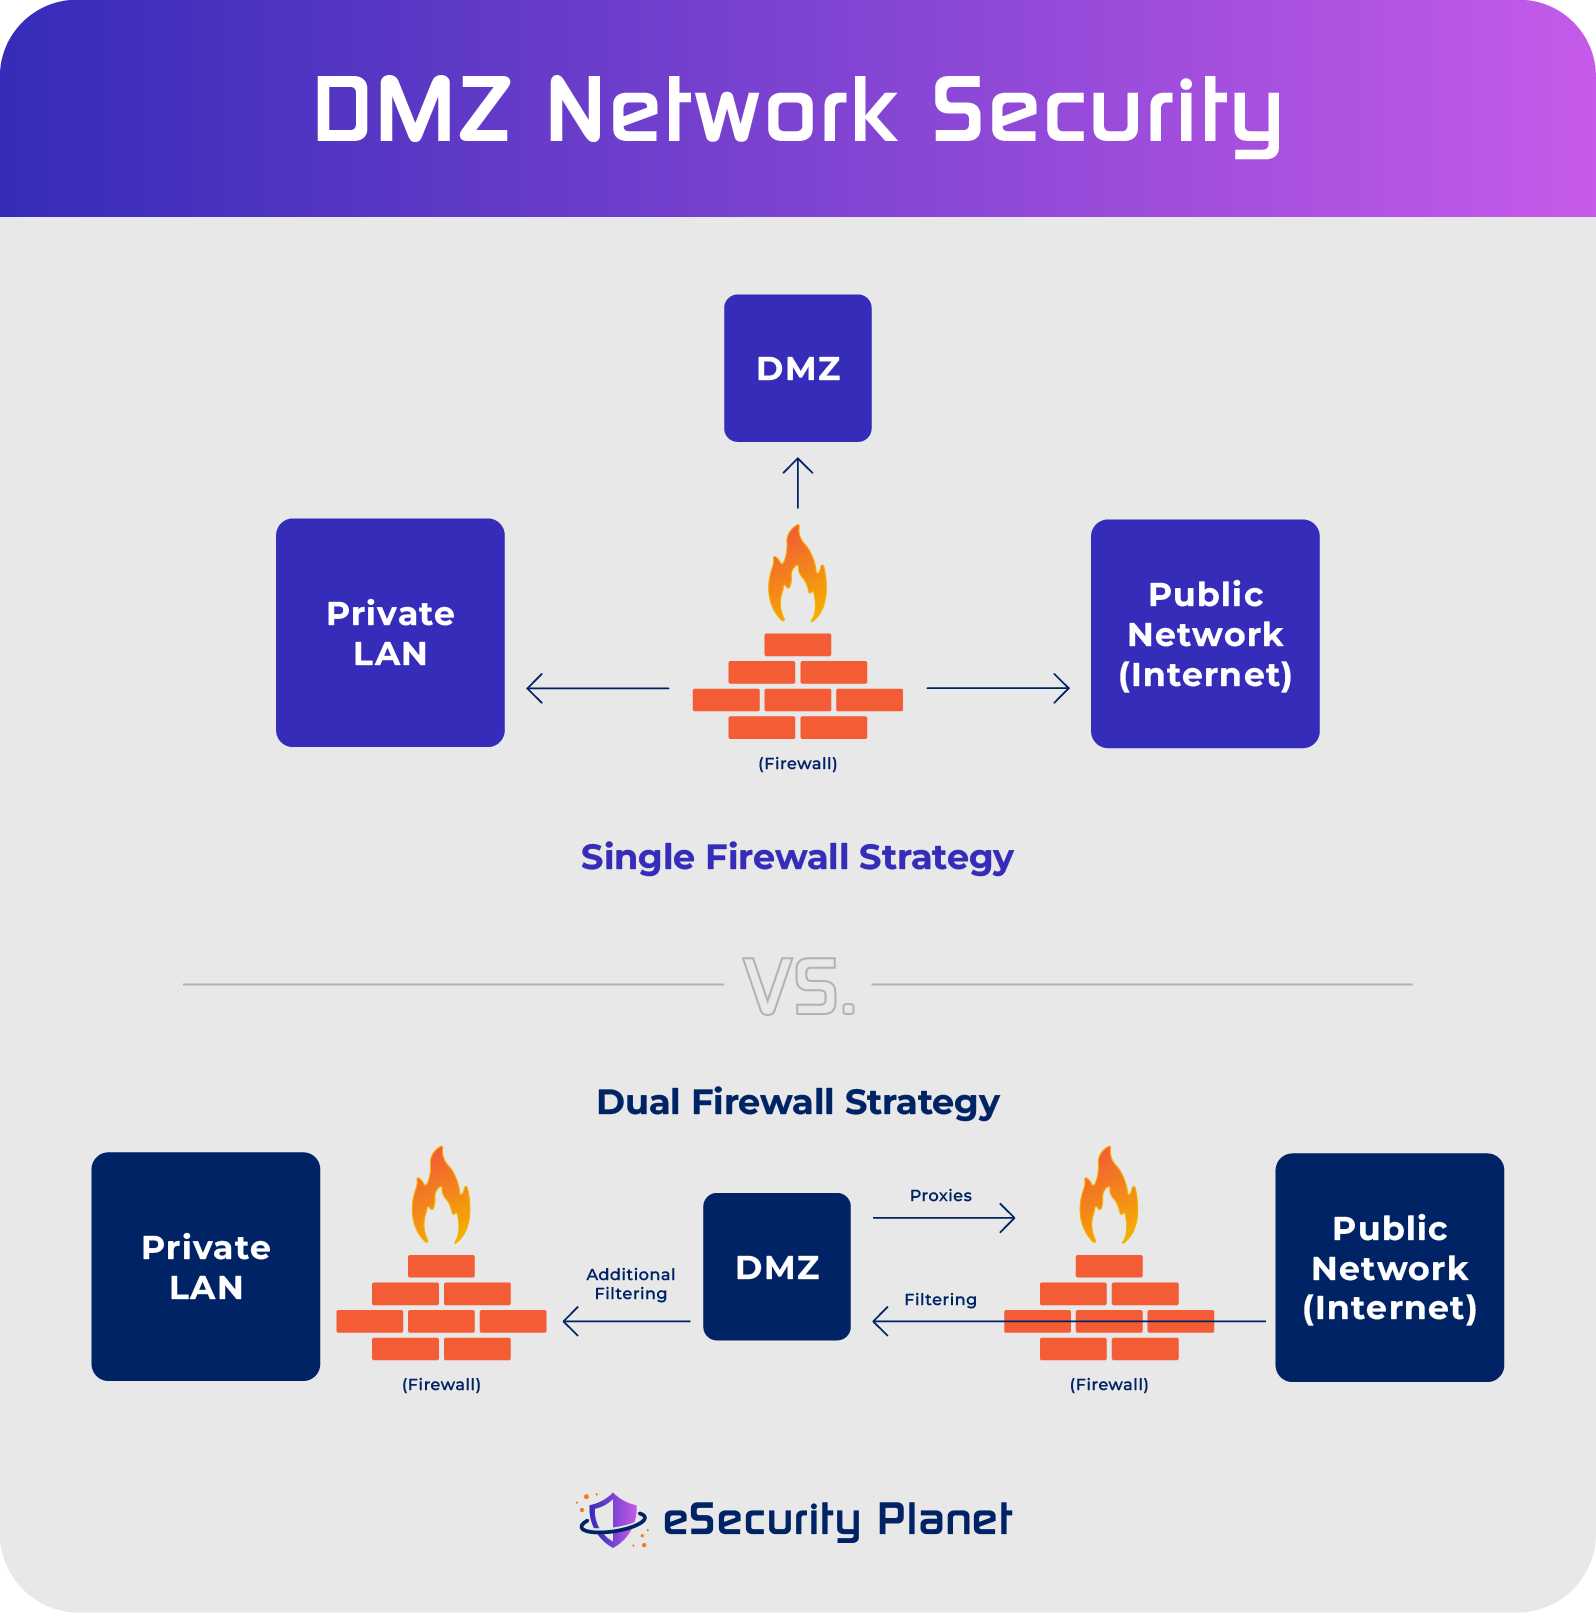 DMZ Network Security
DMZ
Private
LAN
Public
Network
(Internet)
(Firewall)
Single Firewall Strategy
VS.
Dual Firewall Strategy
Private
LAN
(Firewall)
Additional
Filtering
DMZ
Proxies
Filtering
(Firewall)
Public
Network
(Internet)
eSecurity Planet